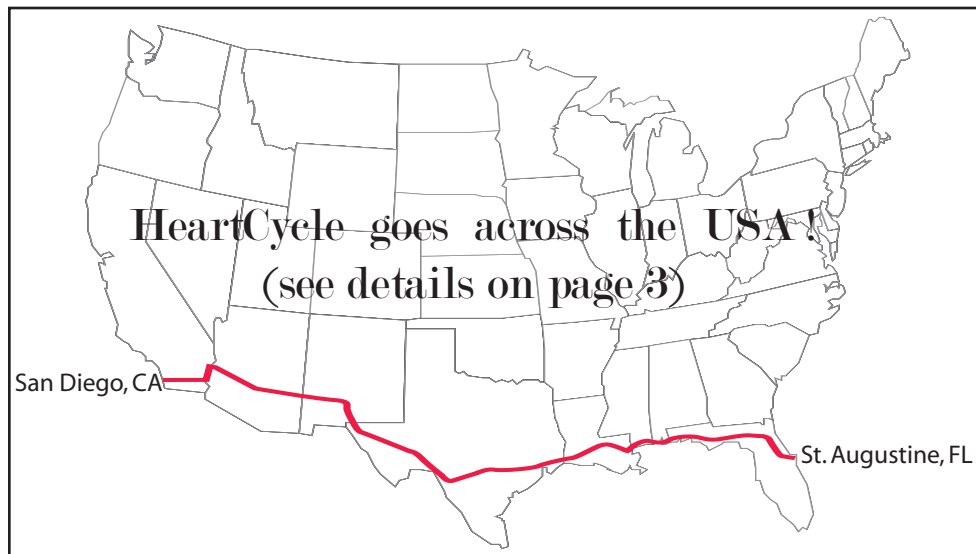 HeartCycle goes across the USA!
(see details on page 3)
San Diego, CA
St. Augustine, FL